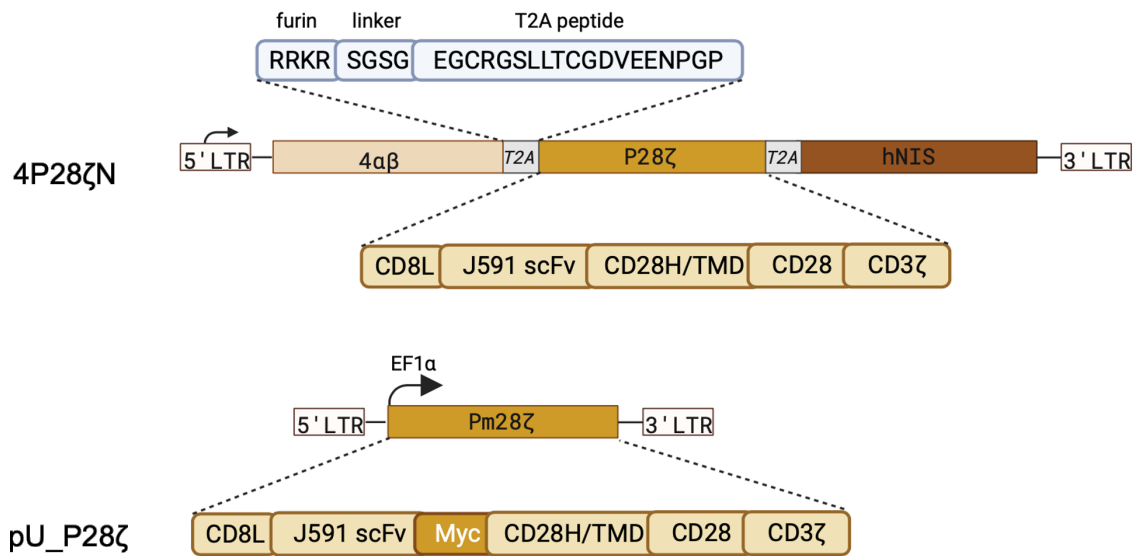 furin linker T2A peptide
RRKR SGSG EGCRGSLLTCGDVEENPGP
4P28ζN 5'LTR 4αβ T2A P28ζ T2A hNIS 3'LTR
CD8L J591 scFv CD28H/TMD CD28 CD3ζ
EF1α
5'LTR Pm28ζ 3'LTR
pU_P28ζ CD8L J591 scFv Myc CD28H/TMD CD28 CD3ζ